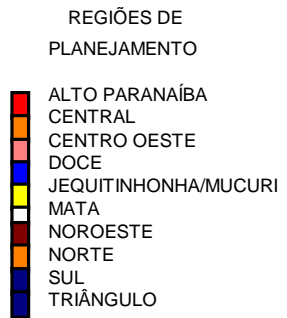 REGIÕES DE
PLANEJAMENTO
ALTO PARANAÍBA
CENTRAL
CENTRO OESTE
DOCE
JEQUITINHONHA/MUCURI
MATA
NOROESTE
NORTE
SUL
TRIÂNGULO